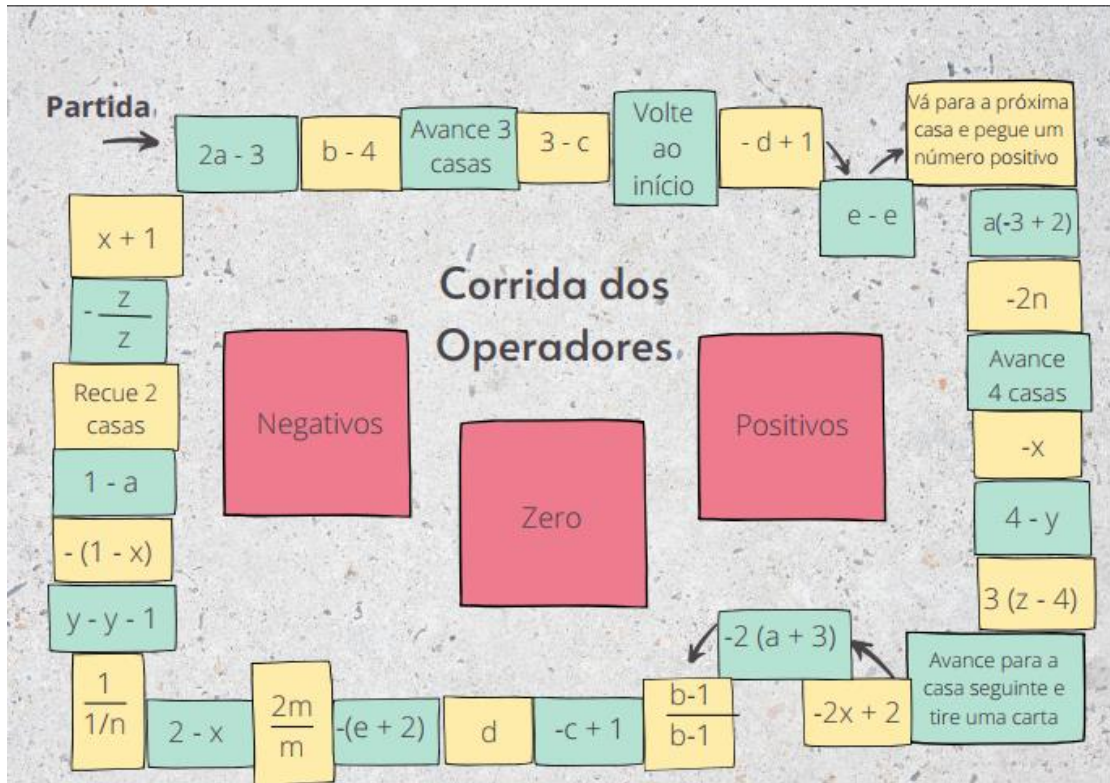 Partida
2a - 3
b - 4
Avance 3
casas
3 - c
Volte
ao
início
- d + 1
e - e
Vá para a próxima
casa e pegue um
número positivo
a(-3 + 2)
-2n
Avance
4 casas
-x
4 - y
3 (z - 4)
Avance para a
casa seguinte e
tire uma carta
-2x + 2
-2 (a + 3)
b-1
b-1
-c + 1
d
-(e + 2)
2m
m
2 - x
1
1/n
y - y - 1
- (1 - x)
1 - a
Recue 2
casas
- z
z
x + 1
Corrida dos
Operadores
Negativos
Zero
Positivos